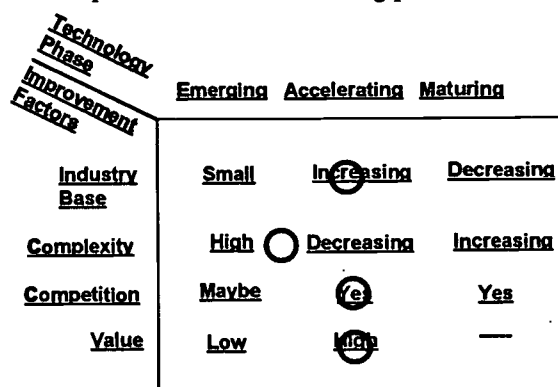 Technology
Phase
Improvement
Factors
Emerging Accelerating Maturing
Industry
Base
Small Increasing Decreasing
Complexity High Decreasing Increasing
Competition Maybe Yes Yes
Value Low High —